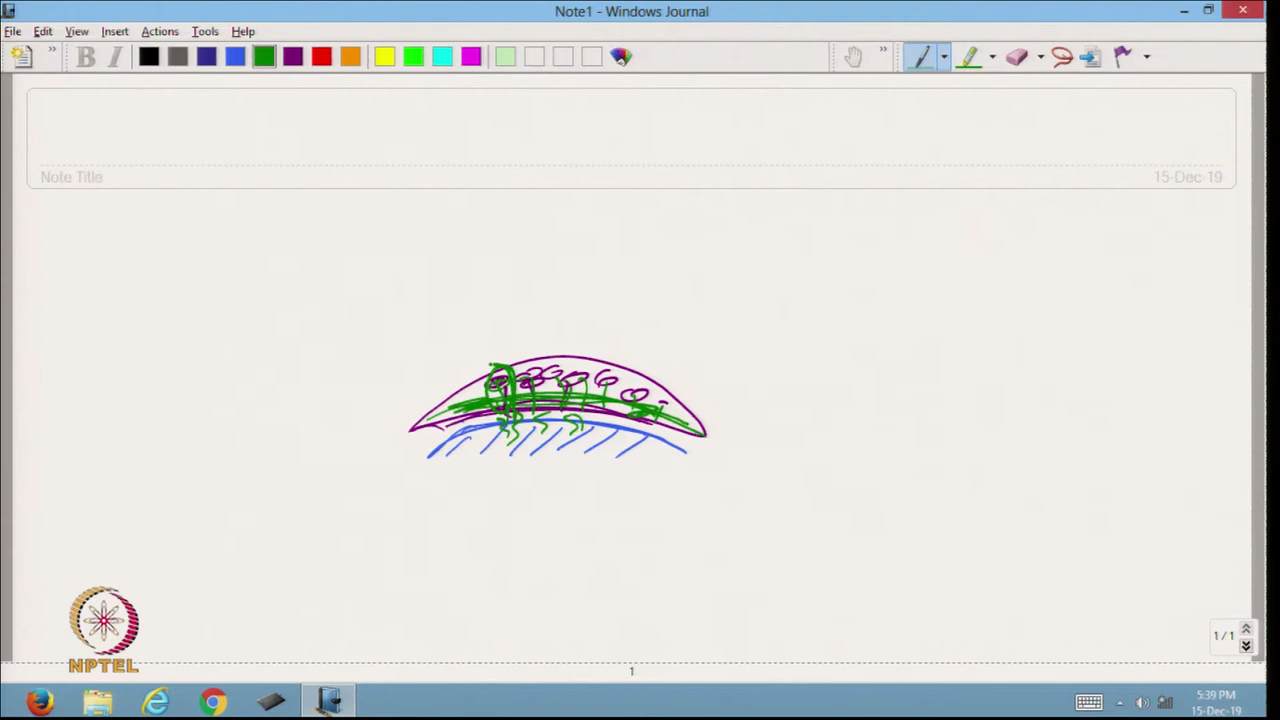 Note1 - Windows Journal
File Edit View Insert Actions Tools Help
B I
Note Title
15-Dec-19
NPTEL
1 / 1
1
5:39 PM
15-Dec-19